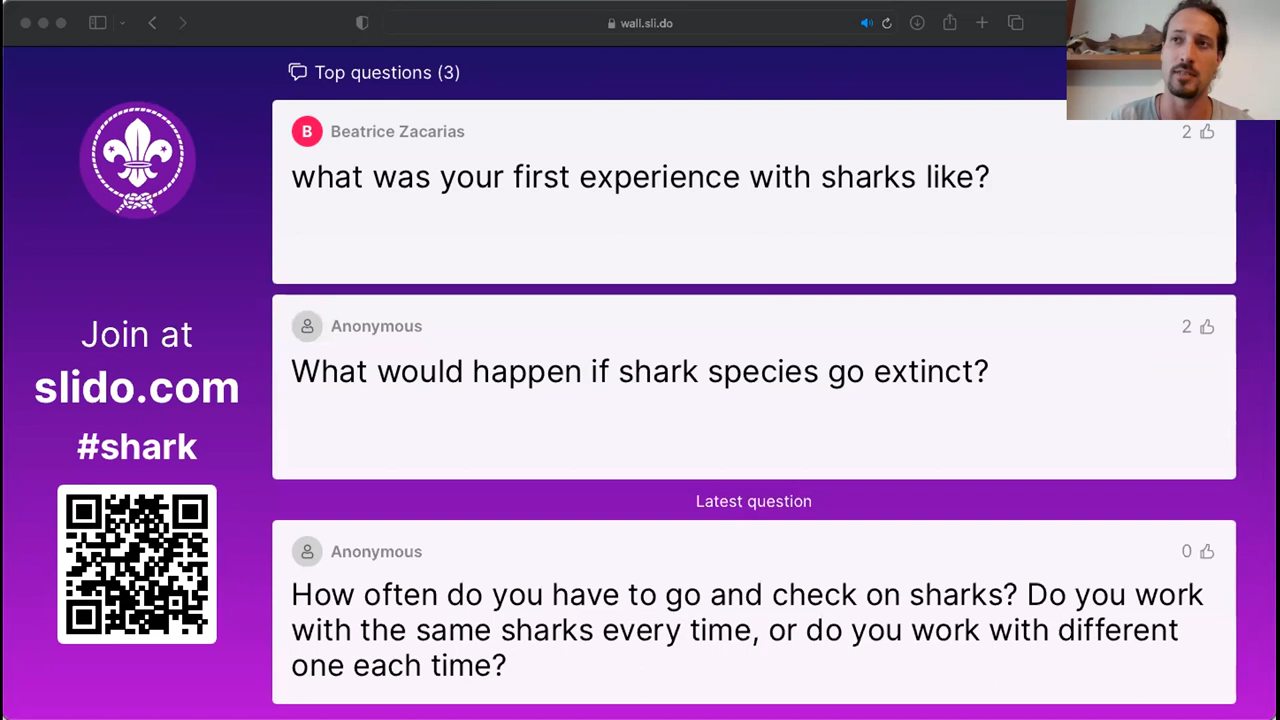 wall.sli.do
Top questions (3)
B
Beatrice Zacarias
2
what was your first experience with sharks like?
Anonymous
2
What would happen if shark species go extinct?
Join at
slido.com
#shark
Latest question
Anonymous
0
How often do you have to go and check on sharks? Do you work
with the same sharks every time, or do you work with different
one each time?